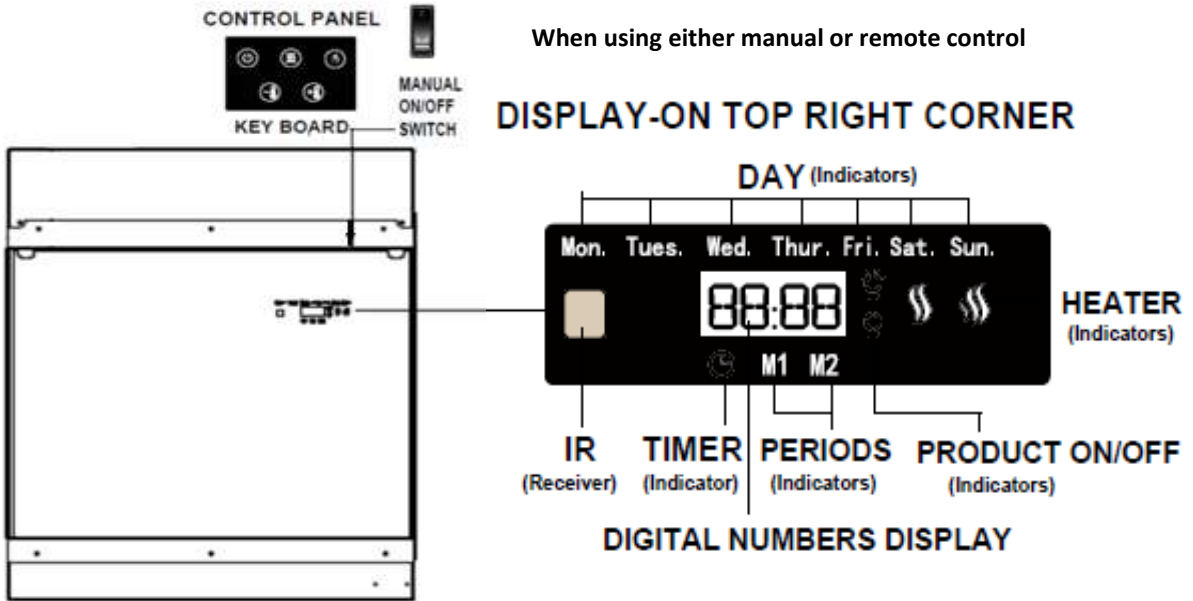 CONTROL PANEL
When using either manual or remote control
MANUAL
ON/OFF
SWITCH
KEY BOARD
DISPLAY-ON TOP RIGHT CORNER
DAY (Indicators)
Mon. Tues. Wed. Thur. Fri. Sat. Sun.
88:88
HEATER
(Indicators)
M1 M2
IR
(Receiver)
TIMER
(Indicator)
PERIODS
(Indicators)
PRODUCT ON/OFF
(Indicators)
DIGITAL NUMBERS DISPLAY